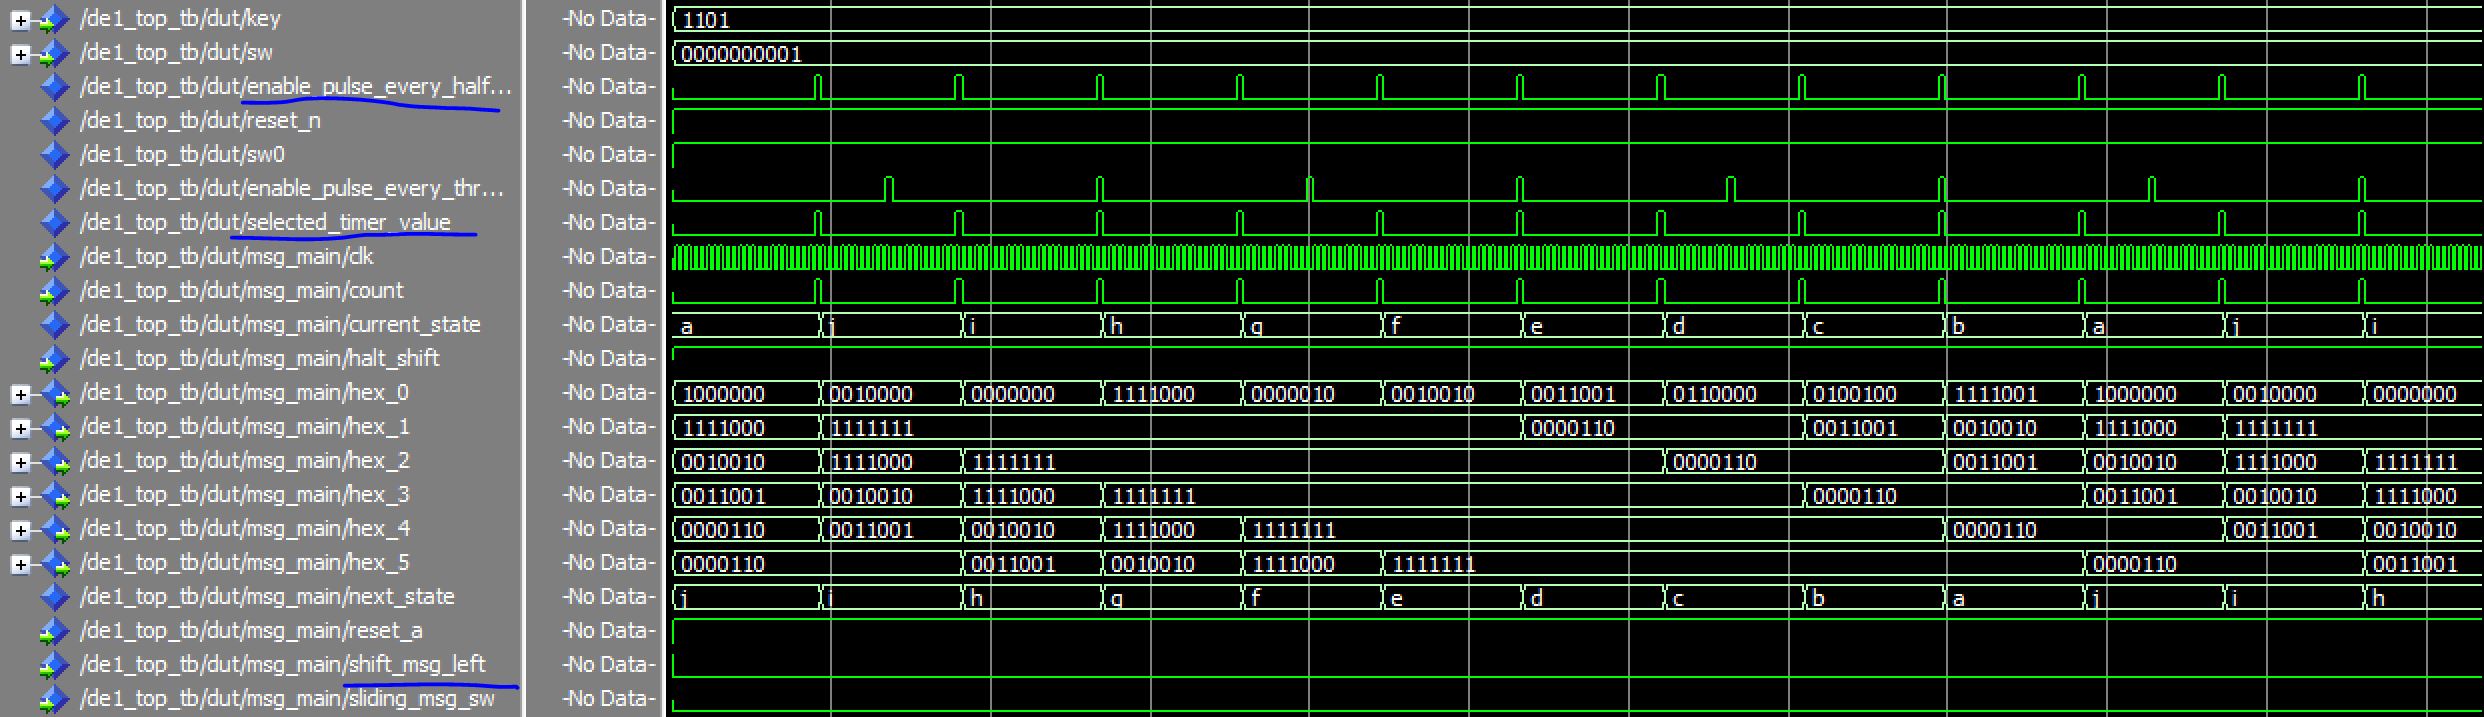 /de1_top_tb/dut/key -No Data- 1101
/de1_top_tb/dut/sw -No Data- 0000000001
/de1_top_tb/dut/enable_pulse_every_half... -No Data-
/de1_top_tb/dut/reset_n -No Data-
/de1_top_tb/dut/sw0 -No Data-
/de1_top_tb/dut/enable_pulse_every_thr... -No Data-
/de1_top_tb/dut/selected_timer_value -No Data-
/de1_top_tb/dut/msg_main/clk -No Data-
/de1_top_tb/dut/msg_main/count -No Data-
/de1_top_tb/dut/msg_main/current_state -No Data- a j i h g f e d c b a j i
/de1_top_tb/dut/msg_main/halt_shift -No Data-
/de1_top_tb/dut/msg_main/hex_0 -No Data- 1000000 0010000 0000000 1111000 0000010 0010010 0011001 0110000 0100100 1111001 1000000 0010000 0000000
/de1_top_tb/dut/msg_main/hex_1 -No Data- 1111000 1111111 0000110 0011001 0010010 1111000 1111111
/de1_top_tb/dut/msg_main/hex_2 -No Data- 0010010 1111000 1111111 0000110 0011001 0010010 1111000 1111111
/de1_top_tb/dut/msg_main/hex_3 -No Data- 0011001 0010010 1111000 1111111 0000110 0011001 0010010 1111000
/de1_top_tb/dut/msg_main/hex_4 -No Data- 0000110 0011001 0010010 1111000 1111111 0000110 0011001 0010010
/de1_top_tb/dut/msg_main/hex_5 -No Data- 0000110 0011001 0010010 1111000 1111111 0000110 0011001
/de1_top_tb/dut/msg_main/next_state -No Data- j i h g f e d c b a j i h
/de1_top_tb/dut/msg_main/reset_a -No Data-
/de1_top_tb/dut/msg_main/shift_msg_left -No Data-
/de1_top_tb/dut/msg_main/sliding_msg_sw -No Data-